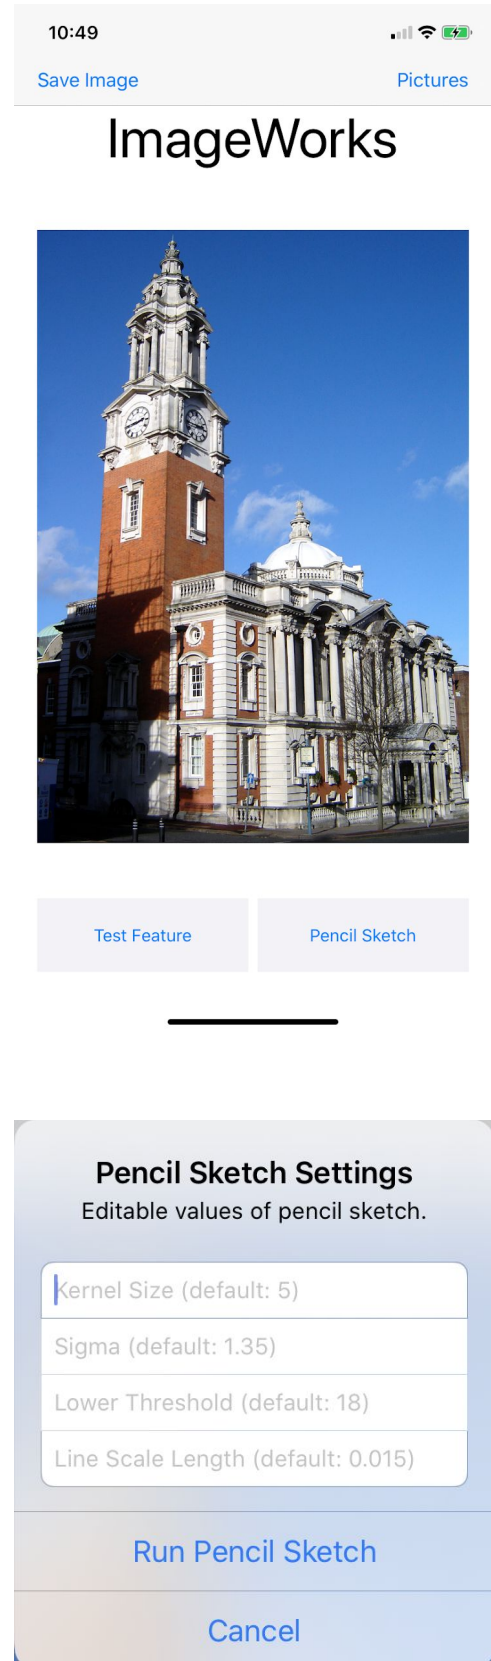 10:49
Save Image Pictures
ImageWorks
Test Feature Pencil Sketch
Pencil Sketch Settings
Editable values of pencil sketch.
Kernel Size (default: 5)
Sigma (default: 1.35)
Lower Threshold (default: 18)
Line Scale Length (default: 0.015)
Run Pencil Sketch
Cancel